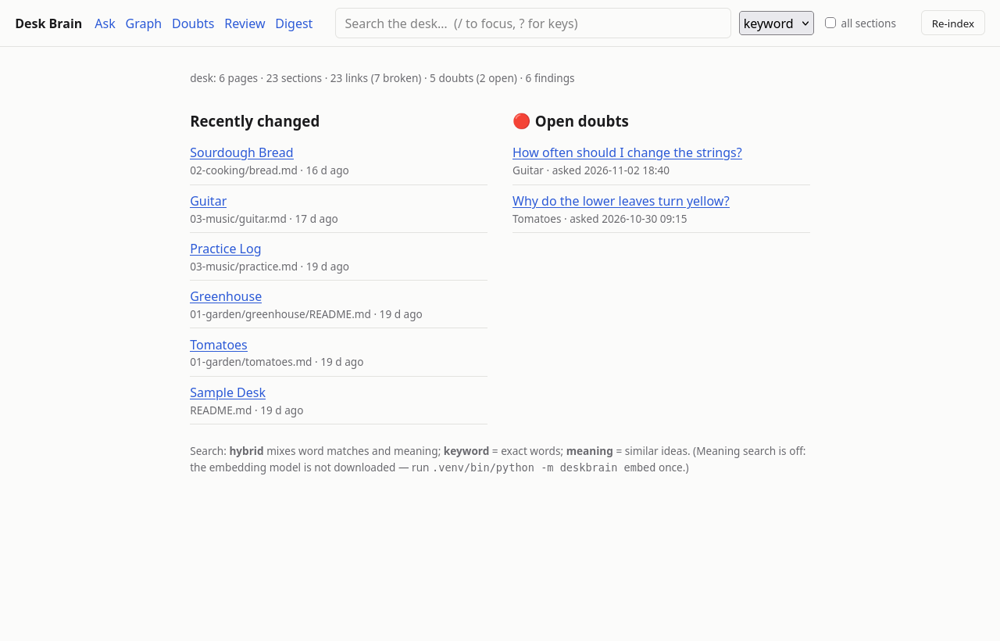 Desk Brain Ask Graph Doubts Review Digest Search the desk... (/ to focus, ? for keys) keyword all sections Re-index
desk: 6 pages · 23 sections · 23 links (7 broken) · 5 doubts (2 open) · 6 findings
Recently changed
Sourdough Bread
02-cooking/bread.md · 16 d ago
Guitar
03-music/guitar.md · 17 d ago
Practice Log
03-music/practice.md · 19 d ago
Greenhouse
01-garden/greenhouse/README.md · 19 d ago
Tomatoes
01-garden/tomatoes.md · 19 d ago
Sample Desk
README.md · 19 d ago
Open doubts
How often should I change the strings?
Guitar · asked 2026-11-02 18:40
Why do the lower leaves turn yellow?
Tomatoes · asked 2026-10-30 09:15
Search: hybrid mixes word matches and meaning; keyword = exact words; meaning = similar ideas. (Meaning search is off:
the embedding model is not downloaded — run .venv/bin/python -m deskbrain embed once.)